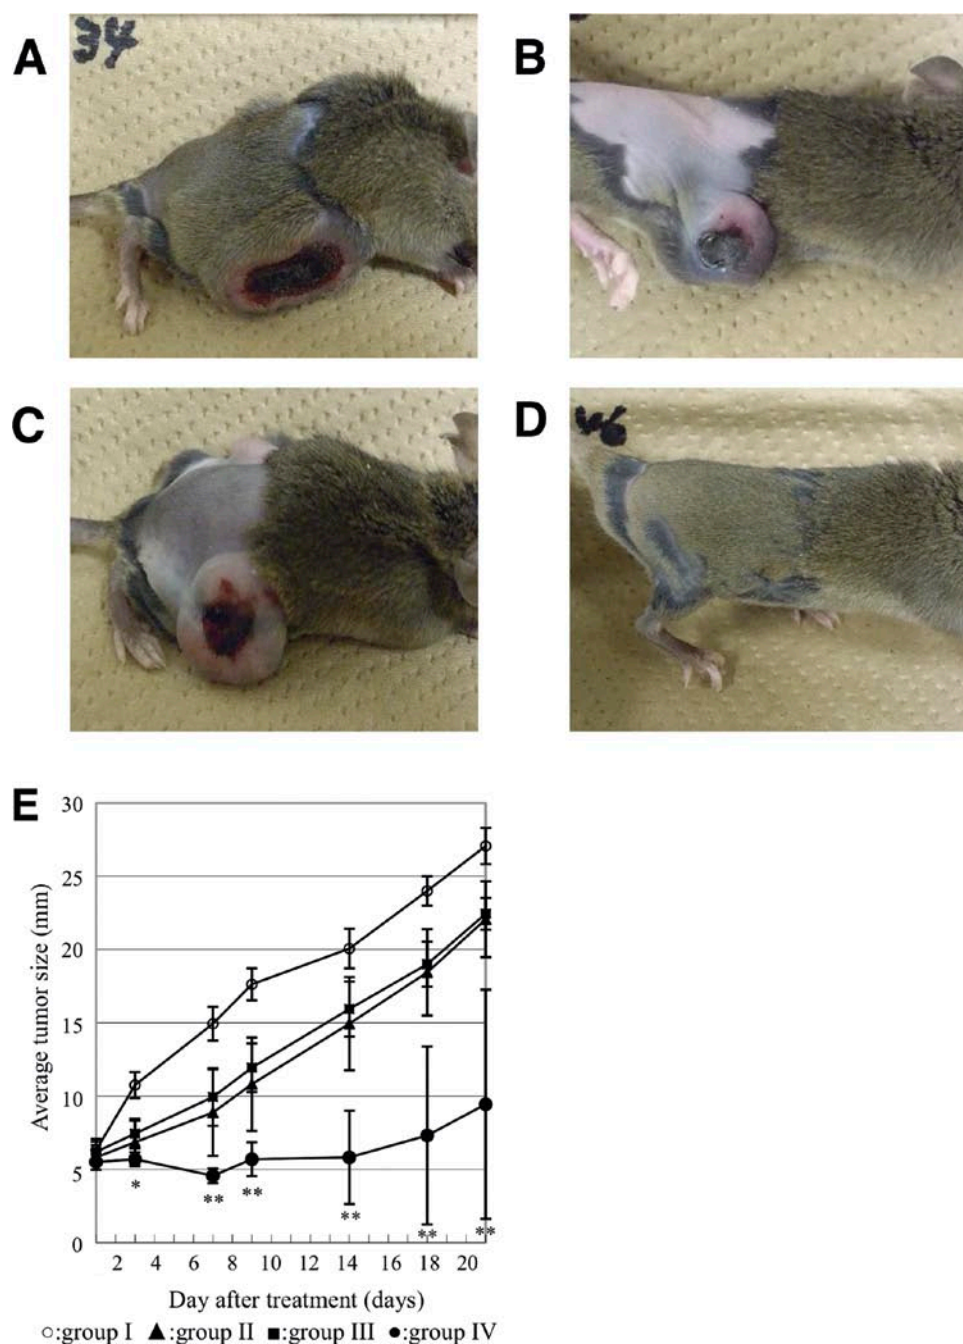 A
34
B
C
D
E
Average tumor size (mm)
30
25
20
15
10
5
0
*
**
**
**
**
**
2 4 6 8 10 12 14 16 18 20
Day after treatment (days)
○:group I ▲:group II ■:group III ●:group IV